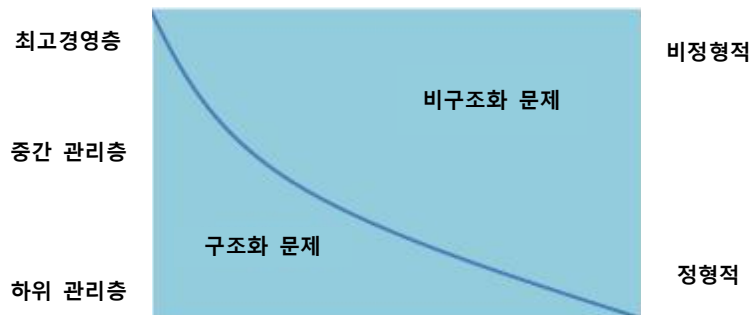 최고경영층
비정형적
비구조화 문제
중간 관리층
구조화 문제
정형적
하위 관리층